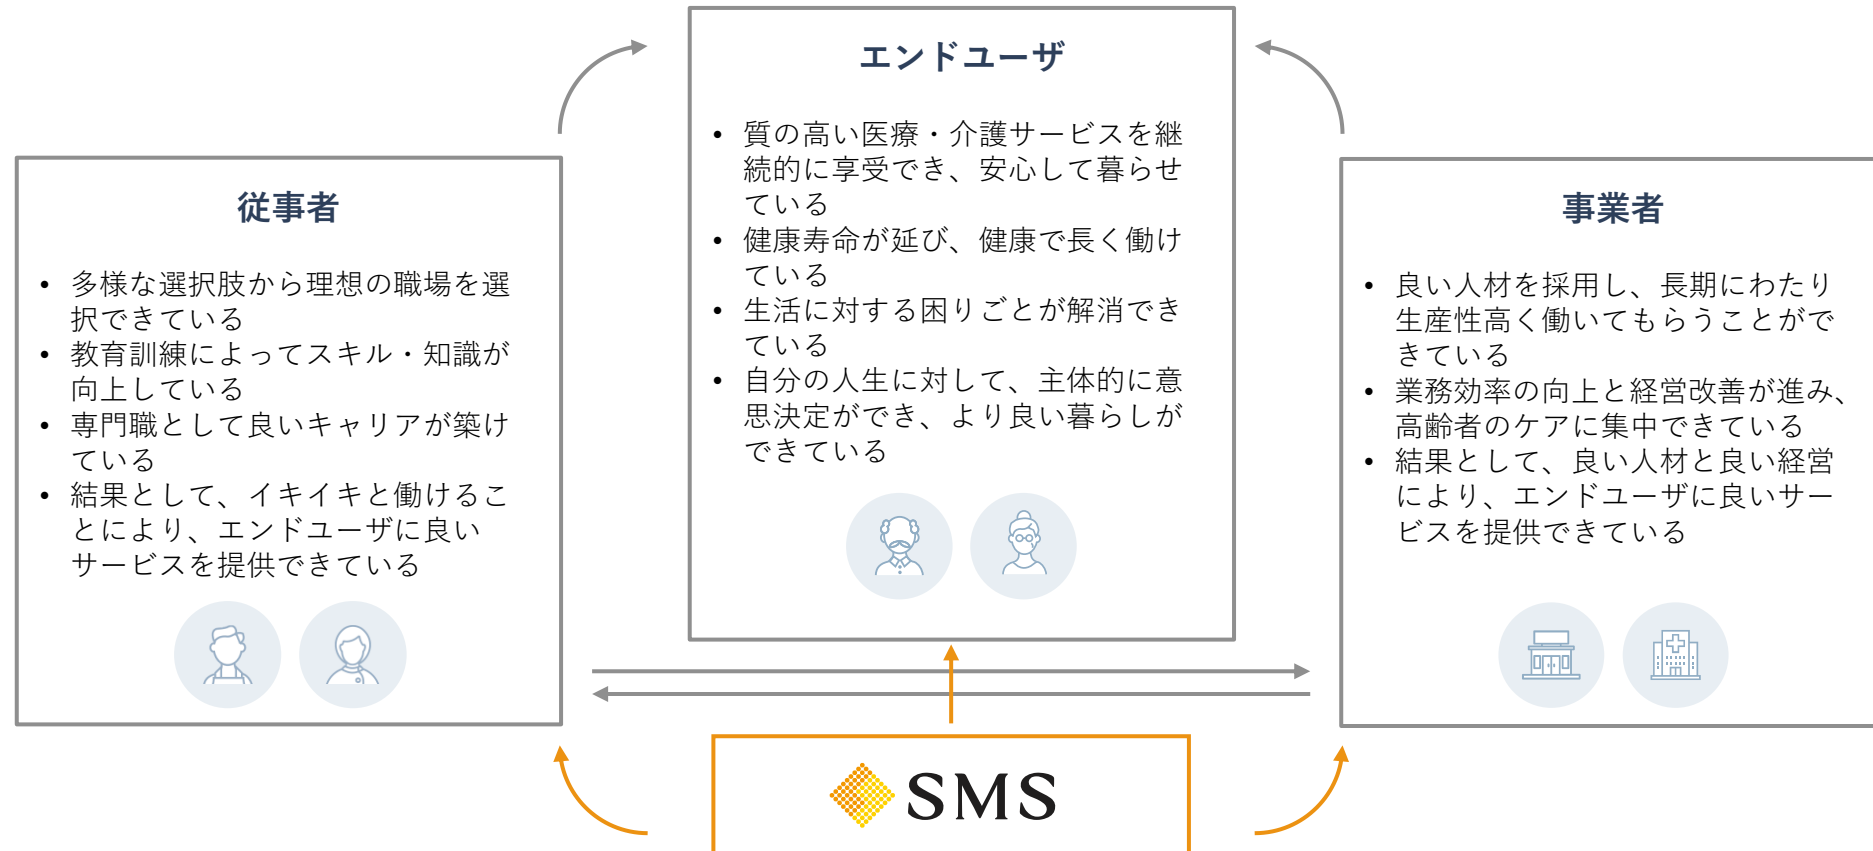 エンドユーザ
• 質の高い医療・介護サービスを継
続的に享受でき、安心して暮らせ
ている
• 健康寿命が延び、健康で長く働け
ている
• 生活に対する困りごとが解消でき
ている
• 自分の人生に対して、主体的に意
思決定ができ、より良い暮らしが
できている
従事者
• 多様な選択肢から理想の職場を選
択できている
• 教育訓練によってスキル・知識が
向上している
• 専門職として良いキャリアが築け
ている
• 結果として、イキイキと働けるこ
とにより、エンドユーザに良い
サービスを提供できている
事業者
• 良い人材を採用し、長期にわたり
生産性高く働いてもらうことがで
きている
• 業務効率の向上と経営改善が進み、
高齢者のケアに集中できている
• 結果として、良い人材と良い経営
により、エンドユーザに良いサー
ビスを提供できている
SMS